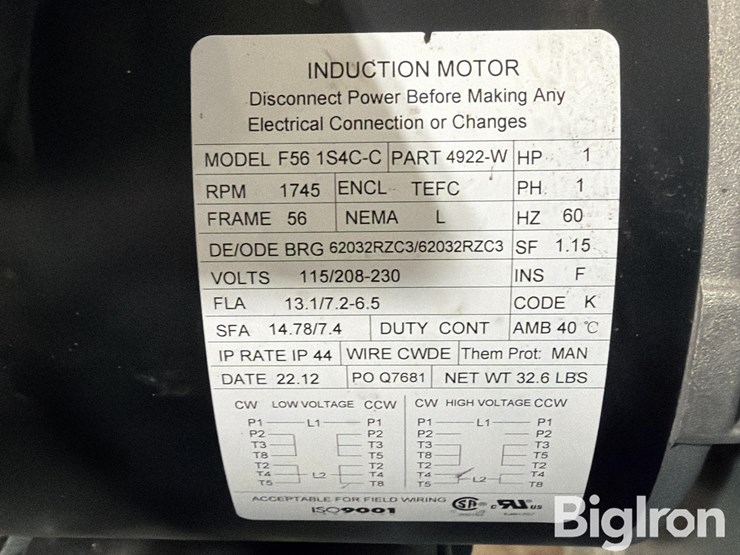 INDUCTION MOTOR
Disconnect Power Before Making Any
Electrical Connection or Changes
MODEL F56 1S4C-C PART 4922-W HP 1
RPM 1745 ENCL TEFC PH 1
FRAME 56 NEMA L HZ 60
DE/ODE BRG 62032RZC3/62032RZC3 SF 1.15
VOLTS 115/208-230 INS F
FLA 13.1/7.2-6.5 CODE K
SFA 14.78/7.4 DUTY CONT AMB 40 ℃
IP RATE IP 44 WIRE CWDE Them Prot: MAN
DATE 22.12 PO Q7681 NET WT 32.6 LBS
CW LOW VOLTAGE CCW CW HIGH VOLTAGE CCW
P1 L1 P1 P1 L1 P1
P2 P2 P2 P2
T3 T3 T3 T3
T8 T5 T8 T5
T2 T2 T2 T2
T4 L2 T4 T4 L2 T4
T5 T8 T5 T8
ACCEPTABLE FOR FIELD WIRING SA c US
ISO9001
BigIron